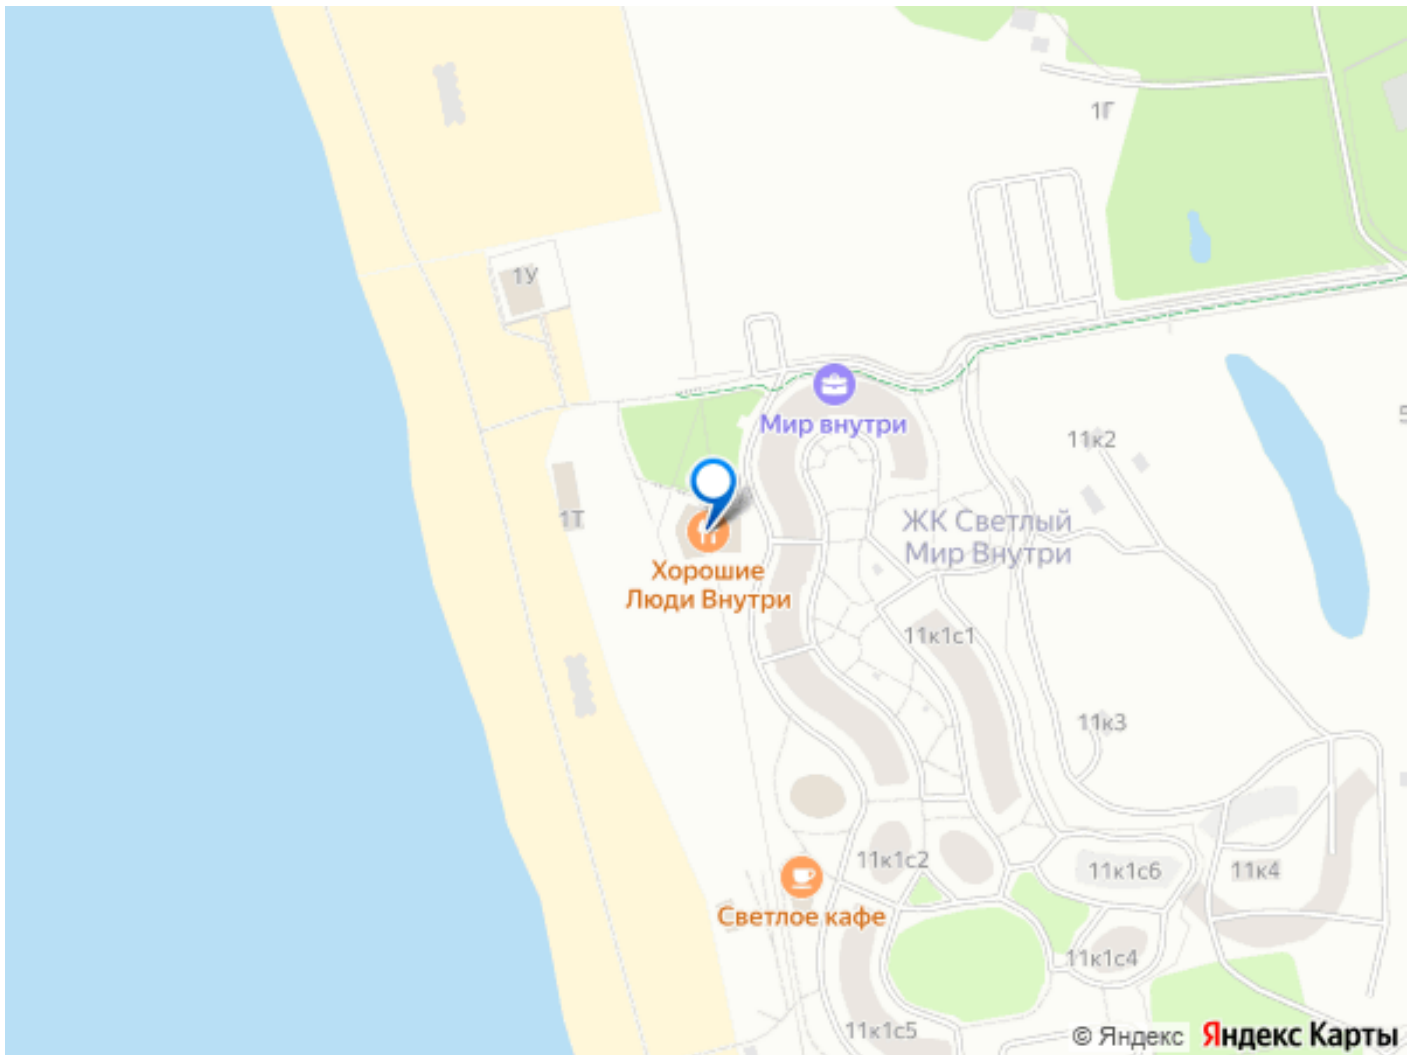 1Г
1У
Мир внутри
11к2
ЖК Светлый
Мир Внутри
1Т
Хорошие
Люди Внутри
11к1с1
11к3
11к1с2
11к1с6
11к4
Светлое кафе
11к1с4
11к1с5
© Яндекс Яндекс Карты